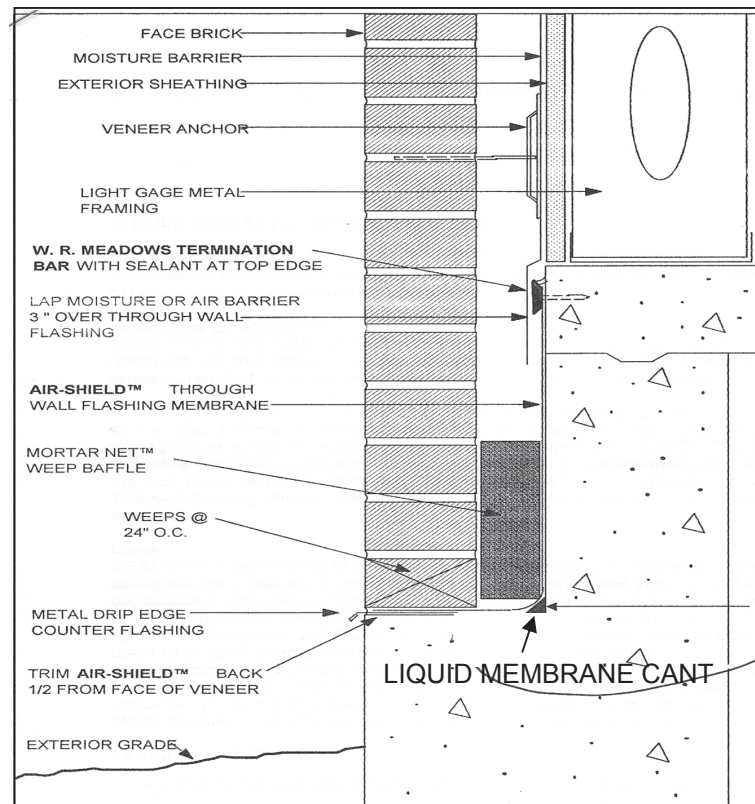 FACE BRICK
MOISTURE BARRIER
EXTERIOR SHEATHING
VENEER ANCHOR
LIGHT GAGE METAL
FRAMING
W. R. MEADOWS TERMINATION
BAR WITH SEALANT AT TOP EDGE
LAP MOISTURE OR AIR BARRIER
3 " OVER THROUGH WALL
FLASHING
AIR-SHIELD™ THROUGH
WALL FLASHING MEMBRANE
MORTAR NET™
WEEP BAFFLE
WEEPS @
24" O.C.
METAL DRIP EDGE
COUNTER FLASHING
TRIM AIR-SHIELD™ BACK
1/2 FROM FACE OF VENEER
LIQUID MEMBRANE CANT
EXTERIOR GRADE